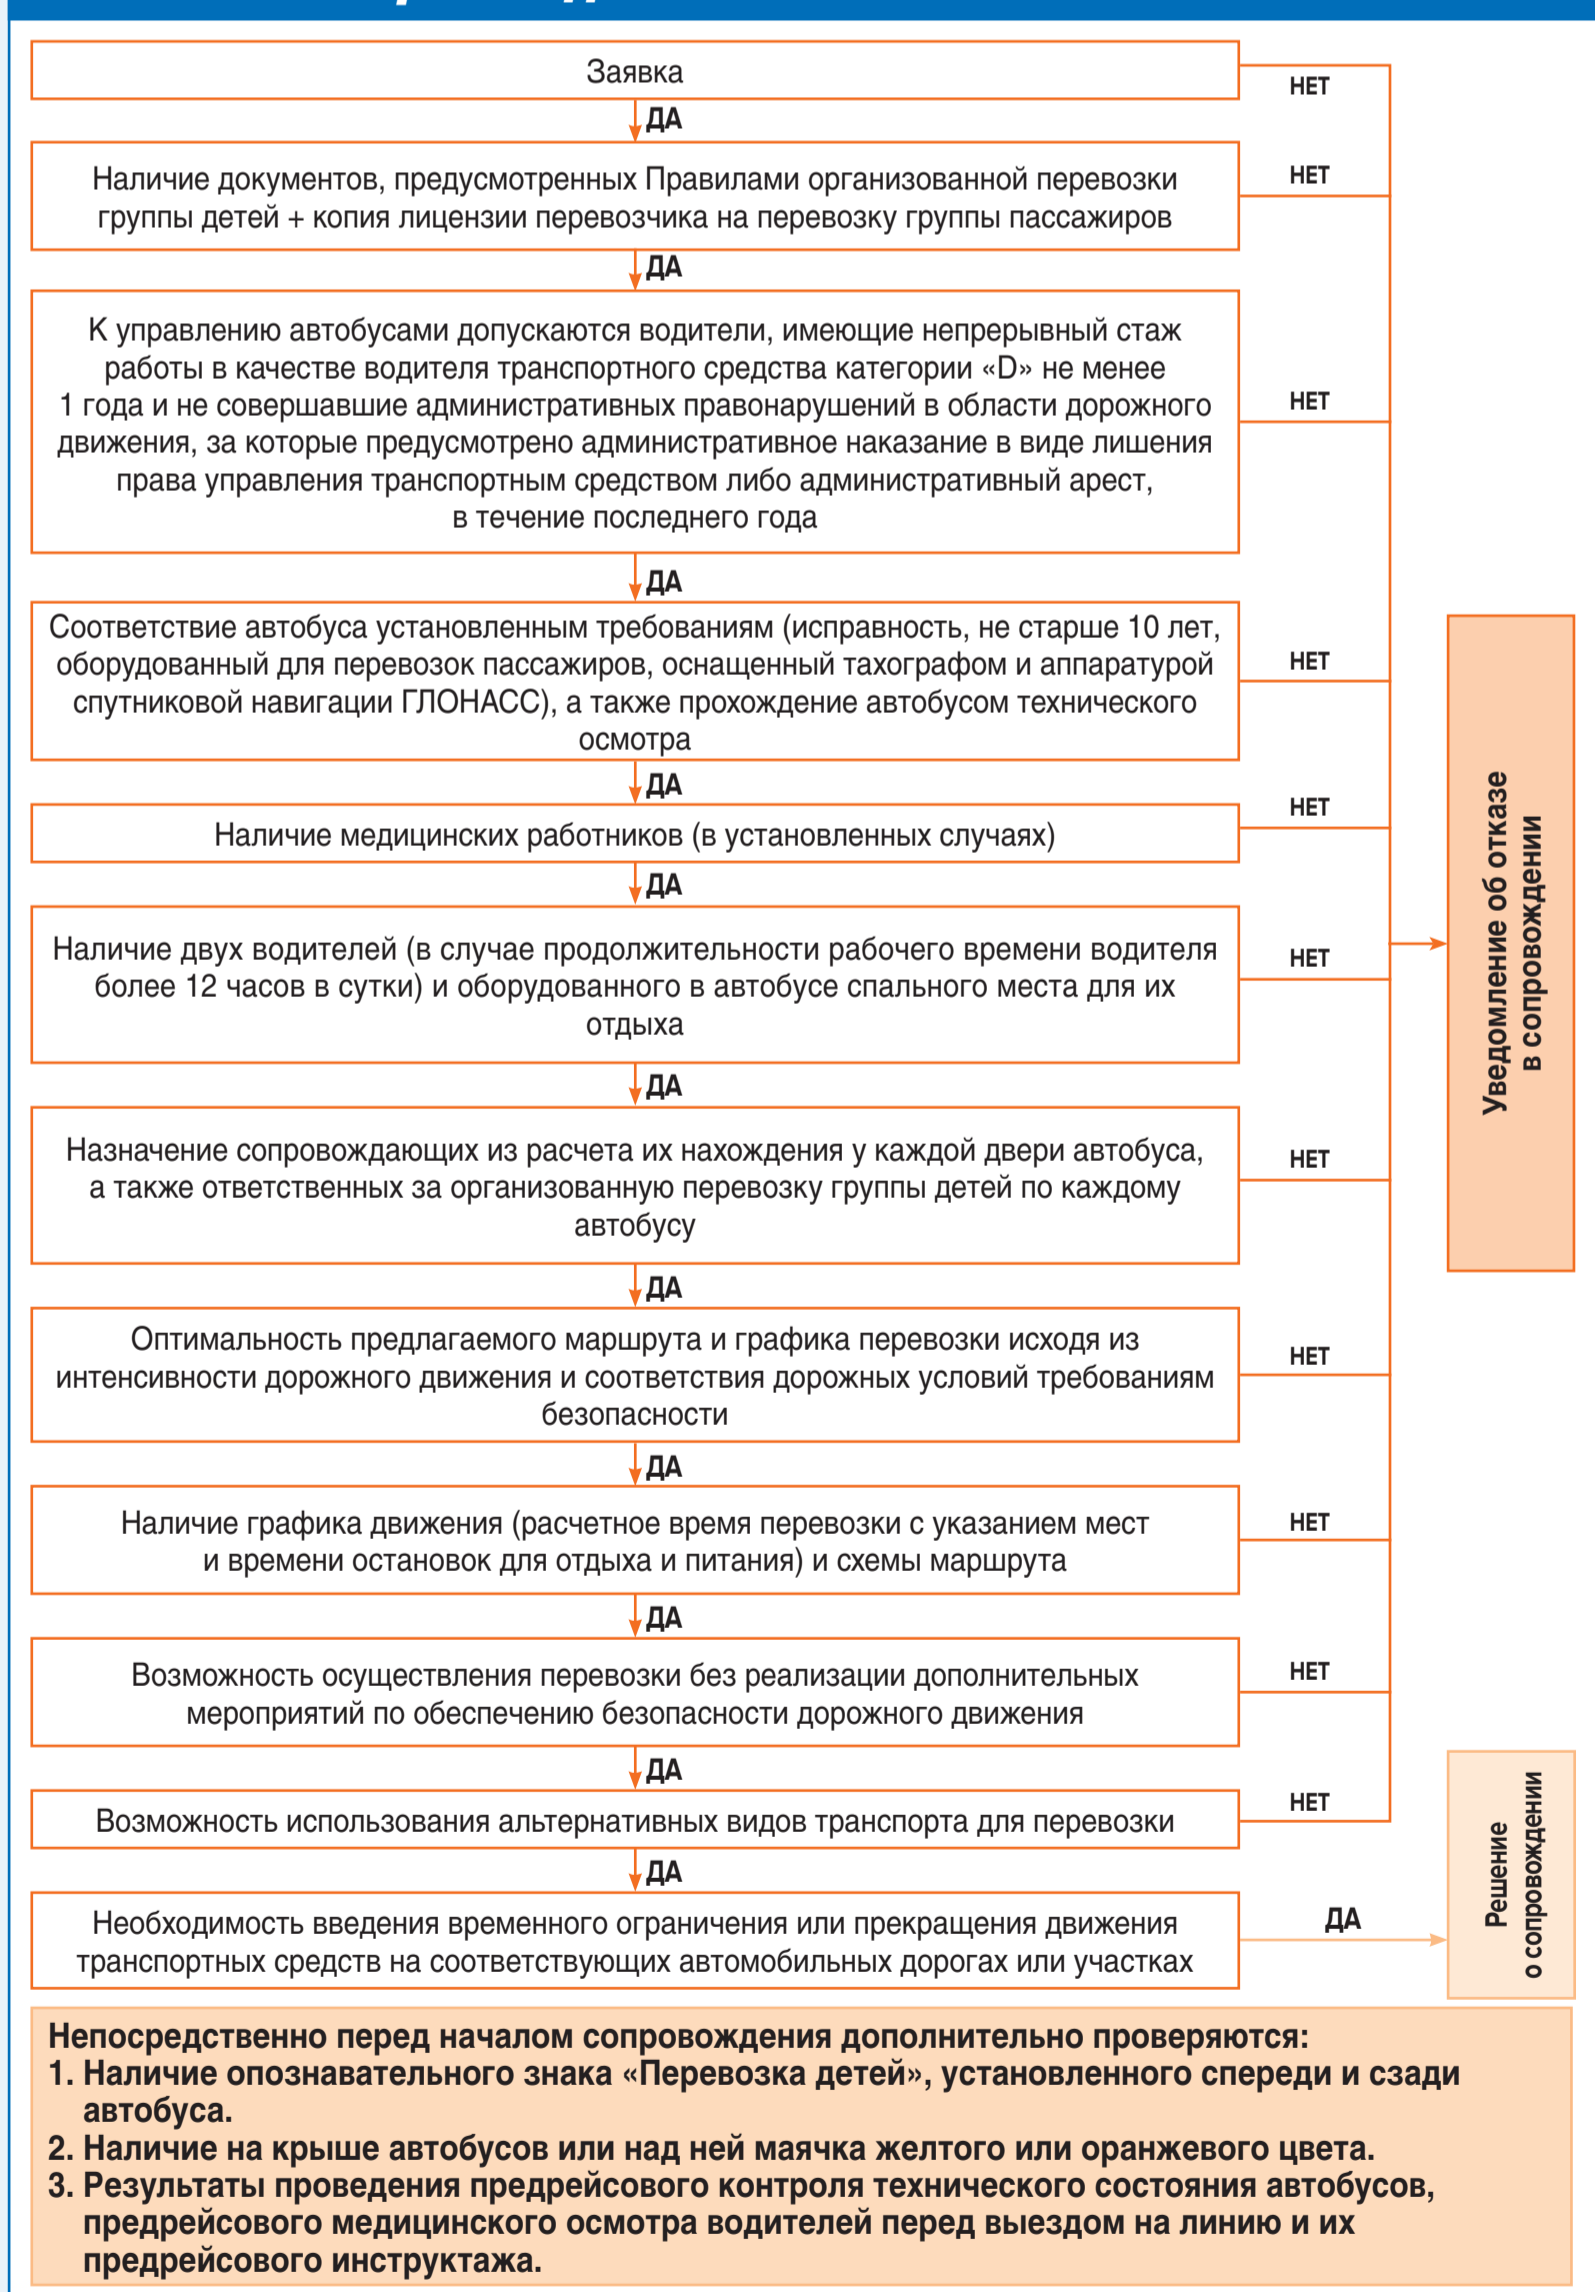 Заявка
НЕТ
ДА
Наличие документов, предусмотренных Правилами организованной перевозки
группы детей + копия лицензии перевозчика на перевозку группы пассажиров
НЕТ
ДА
К управлению автобусами допускаются водители, имеющие непрерывный стаж
работы в качестве водителя транспортного средства категории «D» не менее
1 года и не совершавшие административных правонарушений в области дорожного
движения, за которые предусмотрено административное наказание в виде лишения
права управления транспортным средством либо административный арест,
в течение последнего года
НЕТ
ДА
Соответствие автобуса установленным требованиям (исправность, не старше 10 лет,
оборудованный для перевозок пассажиров, оснащенный тахографом и аппаратурой
спутниковой навигации ГЛОНАСС), а также прохождение автобусом технического
осмотра
НЕТ
ДА
Наличие медицинских работников (в установленных случаях)
НЕТ
ДА
Наличие двух водителей (в случае продолжительности рабочего времени водителя
более 12 часов в сутки) и оборудованного в автобусе спального места для их
отдыха
НЕТ
ДА
Назначение сопровождающих из расчета их нахождения у каждой двери автобуса,
а также ответственных за организованную перевозку группы детей по каждому
автобусу
НЕТ
ДА
Оптимальность предлагаемого маршрута и графика перевозки исходя из
интенсивности дорожного движения и соответствия дорожных условий требованиям
безопасности
НЕТ
ДА
Наличие графика движения (расчетное время перевозки с указанием мест
и времени остановок для отдыха и питания) и схемы маршрута
НЕТ
ДА
Возможность осуществления перевозки без реализации дополнительных
мероприятий по обеспечению безопасности дорожного движения
НЕТ
ДА
Возможность использования альтернативных видов транспорта для перевозки
НЕТ
ДА
Необходимость введения временного ограничения или прекращения движения
транспортных средств на соответствующих автомобильных дорогах или участках
ДА
Уведомление об отказе
в сопровождении
Решение
о сопровождении
Непосредственно перед началом сопровождения дополнительно проверяются:
1. Наличие опознавательного знака «Перевозка детей», установленного спереди и сзади
автобуса.
2. Наличие на крыше автобусов или над ней маячка желтого или оранжевого цвета.
3. Результаты проведения предрейсового контроля технического состояния автобусов,
предрейсового медицинского осмотра водителей перед выездом на линию и их
предрейсового инструктажа.